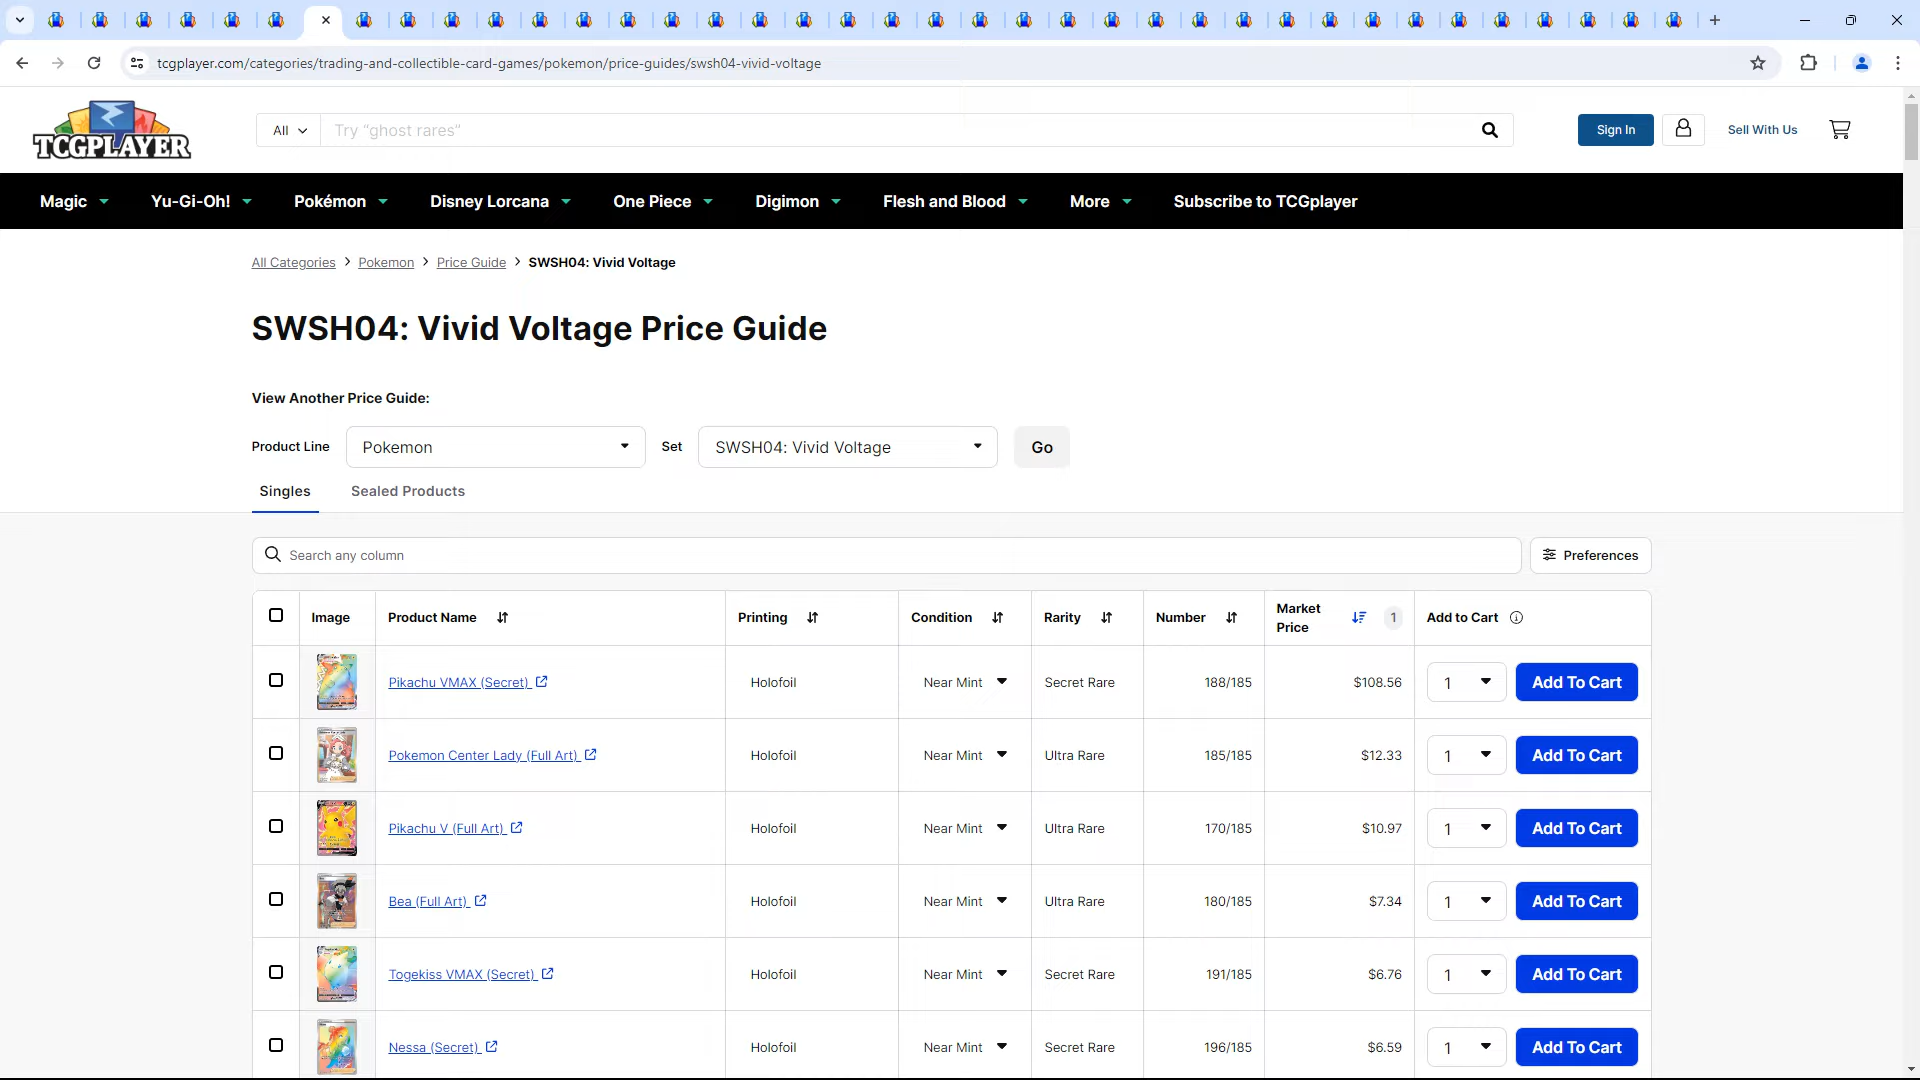 tcgplayer.com/categories/trading-and-collectible-card-games/pokemon/price-guides/swsh04-vivid-voltage
TCGPLAYER
All
Try “ghost rares”
Sign In
Sell With Us
Magic
Yu-Gi-Oh!
Pokémon
Disney Lorcana
One Piece
Digimon
Flesh and Blood
More
Subscribe to TCGplayer
All Categories > Pokemon > Price Guide > SWSH04: Vivid Voltage
SWSH04: Vivid Voltage Price Guide
View Another Price Guide:
Product Line
Pokemon
Set
SWSH04: Vivid Voltage
Go
Singles
Sealed Products
Search any column
Preferences
Image
Product Name
Printing
Condition
Rarity
Number
Market
Price
1
Add to Cart
Pikachu VMAX (Secret) Holofoil Near Mint Secret Rare 188/185 $108.56 1 Add To Cart
Pokemon Center Lady (Full Art) Holofoil Near Mint Ultra Rare 185/185 $12.33 1 Add To Cart
Pikachu V (Full Art) Holofoil Near Mint Ultra Rare 170/185 $10.97 1 Add To Cart
Bea (Full Art) Holofoil Near Mint Ultra Rare 180/185 $7.34 1 Add To Cart
Togekiss VMAX (Secret) Holofoil Near Mint Secret Rare 191/185 $6.76 1 Add To Cart
Nessa (Secret) Holofoil Near Mint Secret Rare 196/185 $6.59 1 Add To Cart